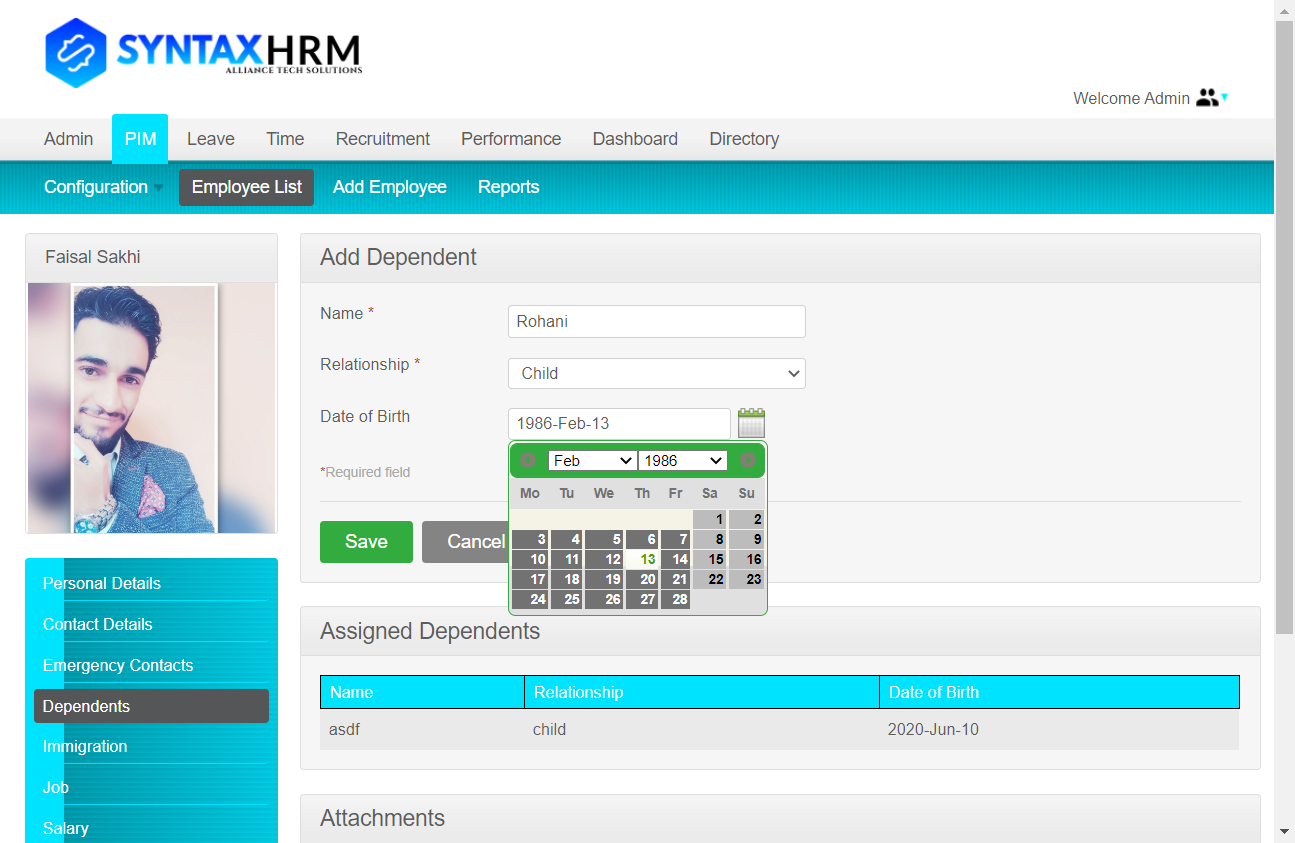 SYNTAXHRM
ALLIANCE TECH SOLUTIONS
Welcome Admin
Admin PIM Leave Time Recruitment Performance Dashboard Directory
Configuration Employee List Add Employee Reports
Faisal Sakhi
Add Dependent
Name *
Rohani
Relationship *
Child
Date of Birth
1986-Feb-13
Feb 1986
*Required field
Mo Tu We Th Fr Sa Su
1 2
3 4 5 6 7 8 9
10 11 12 13 14 15 16
17 18 19 20 21 22 23
24 25 26 27 28
Save Cancel
Personal Details
Contact Details
Emergency Contacts
Dependents
Immigration
Job
Salary
Assigned Dependents
Name Relationship Date of Birth
asdf child 2020-Jun-10
Attachments